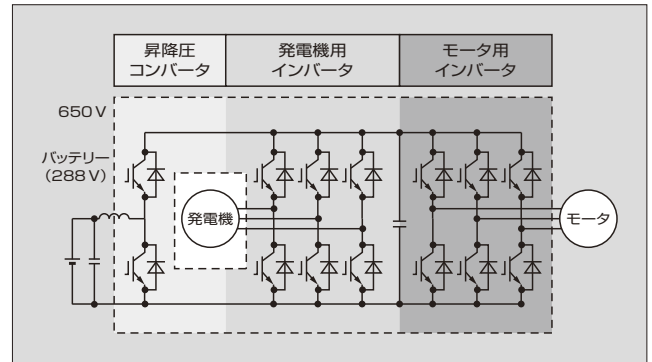 昇降圧
コンバータ
発電機用
インバータ
モータ用
インバータ
650V
バッテリー
(288V)
発電機
モータ